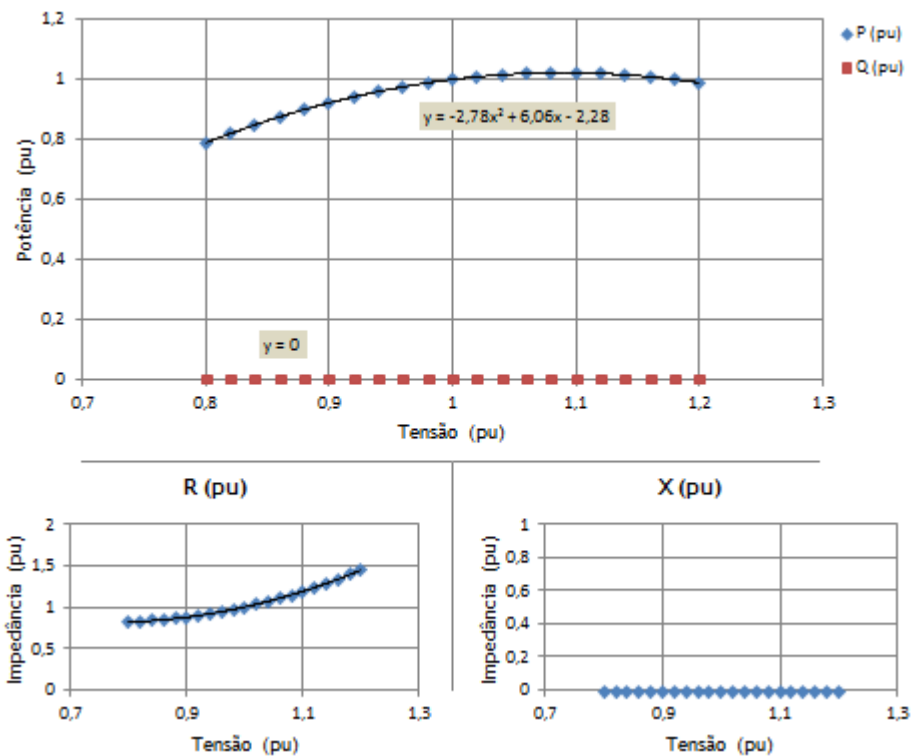 1,2
1
0,8
0,6
0,4
0,2
0
Potência (pu)
y = -2,78x² + 6,06x - 2,28
y = 0
0,7 0,8 0,9 1 1,1 1,2 1,3
Tensão (pu)
P (pu)
Q (pu)
R (pu)
2
1,5
1
0,5
0
Impedância (pu)
0,7 0,9 1,1 1,3
Tensão (pu)
X (pu)
1
0,8
0,6
0,4
0,2
0
Impedância (pu)
0,7 0,9 1,1 1,3
Tensão (pu)